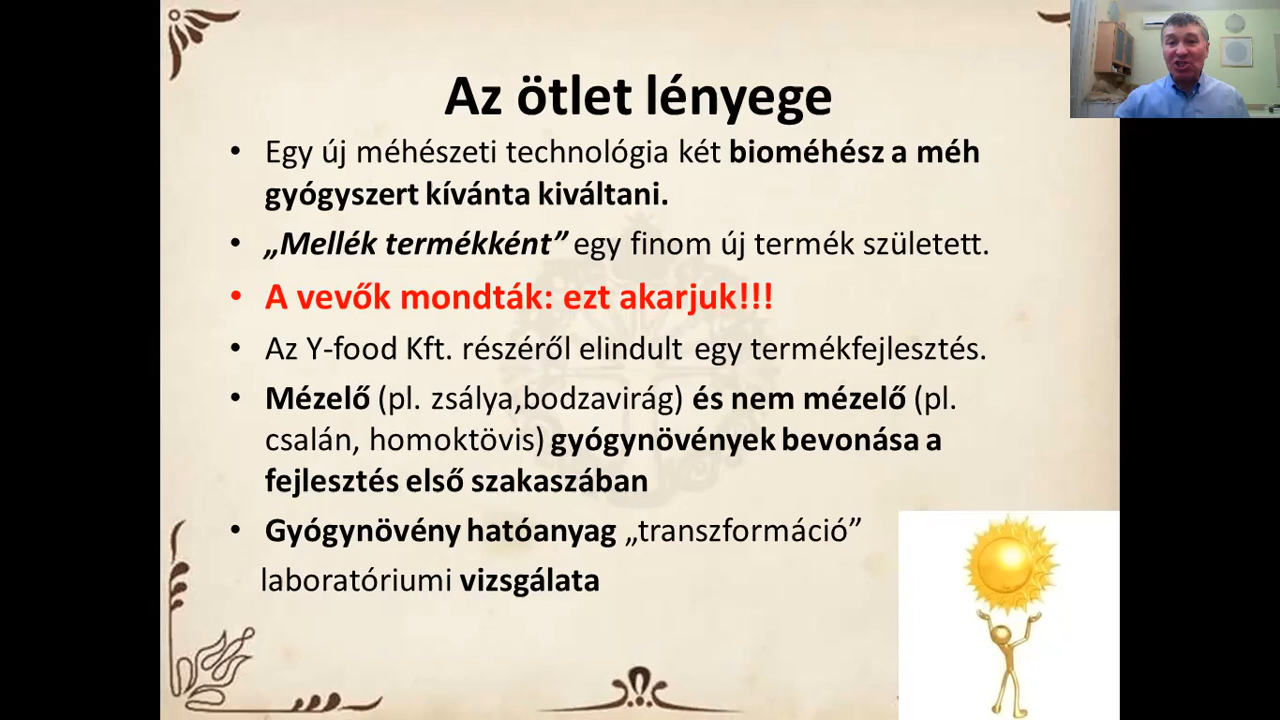 Az ötlet lényege
• Egy új méhészeti technológia két bioméhész a méh
gyógyszert kívánta kiváltani.
• „Mellék termékként” egy finom új termék született.
• A vevők mondták: ezt akarjuk!!!
• Az Y-food Kft. részéről elindult egy termékfejlesztés.
• Mézelő (pl. zsálya,bodzavirág) és nem mézelő (pl.
csalán, homoktövis) gyógynövények bevonása a
fejlesztés első szakaszában
• Gyógynövény hatóanyag „transzformáció”
laboratóriumi vizsgálata